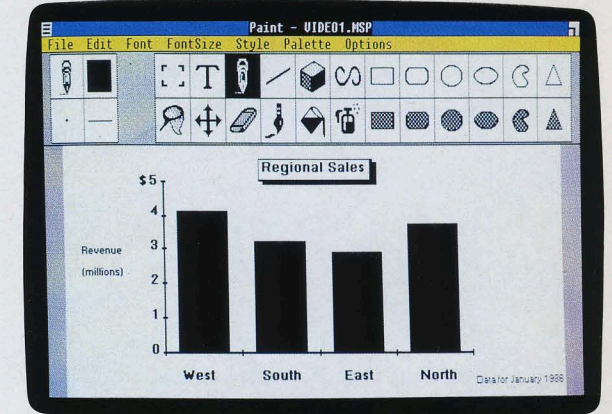 Paint - VIDEO1.MSP
File Edit Font FontSize Style Palette Options
T
Regional Sales
$5
4
3
Revenue
(millions)
2
1
0
West South East North
Data for January 1986